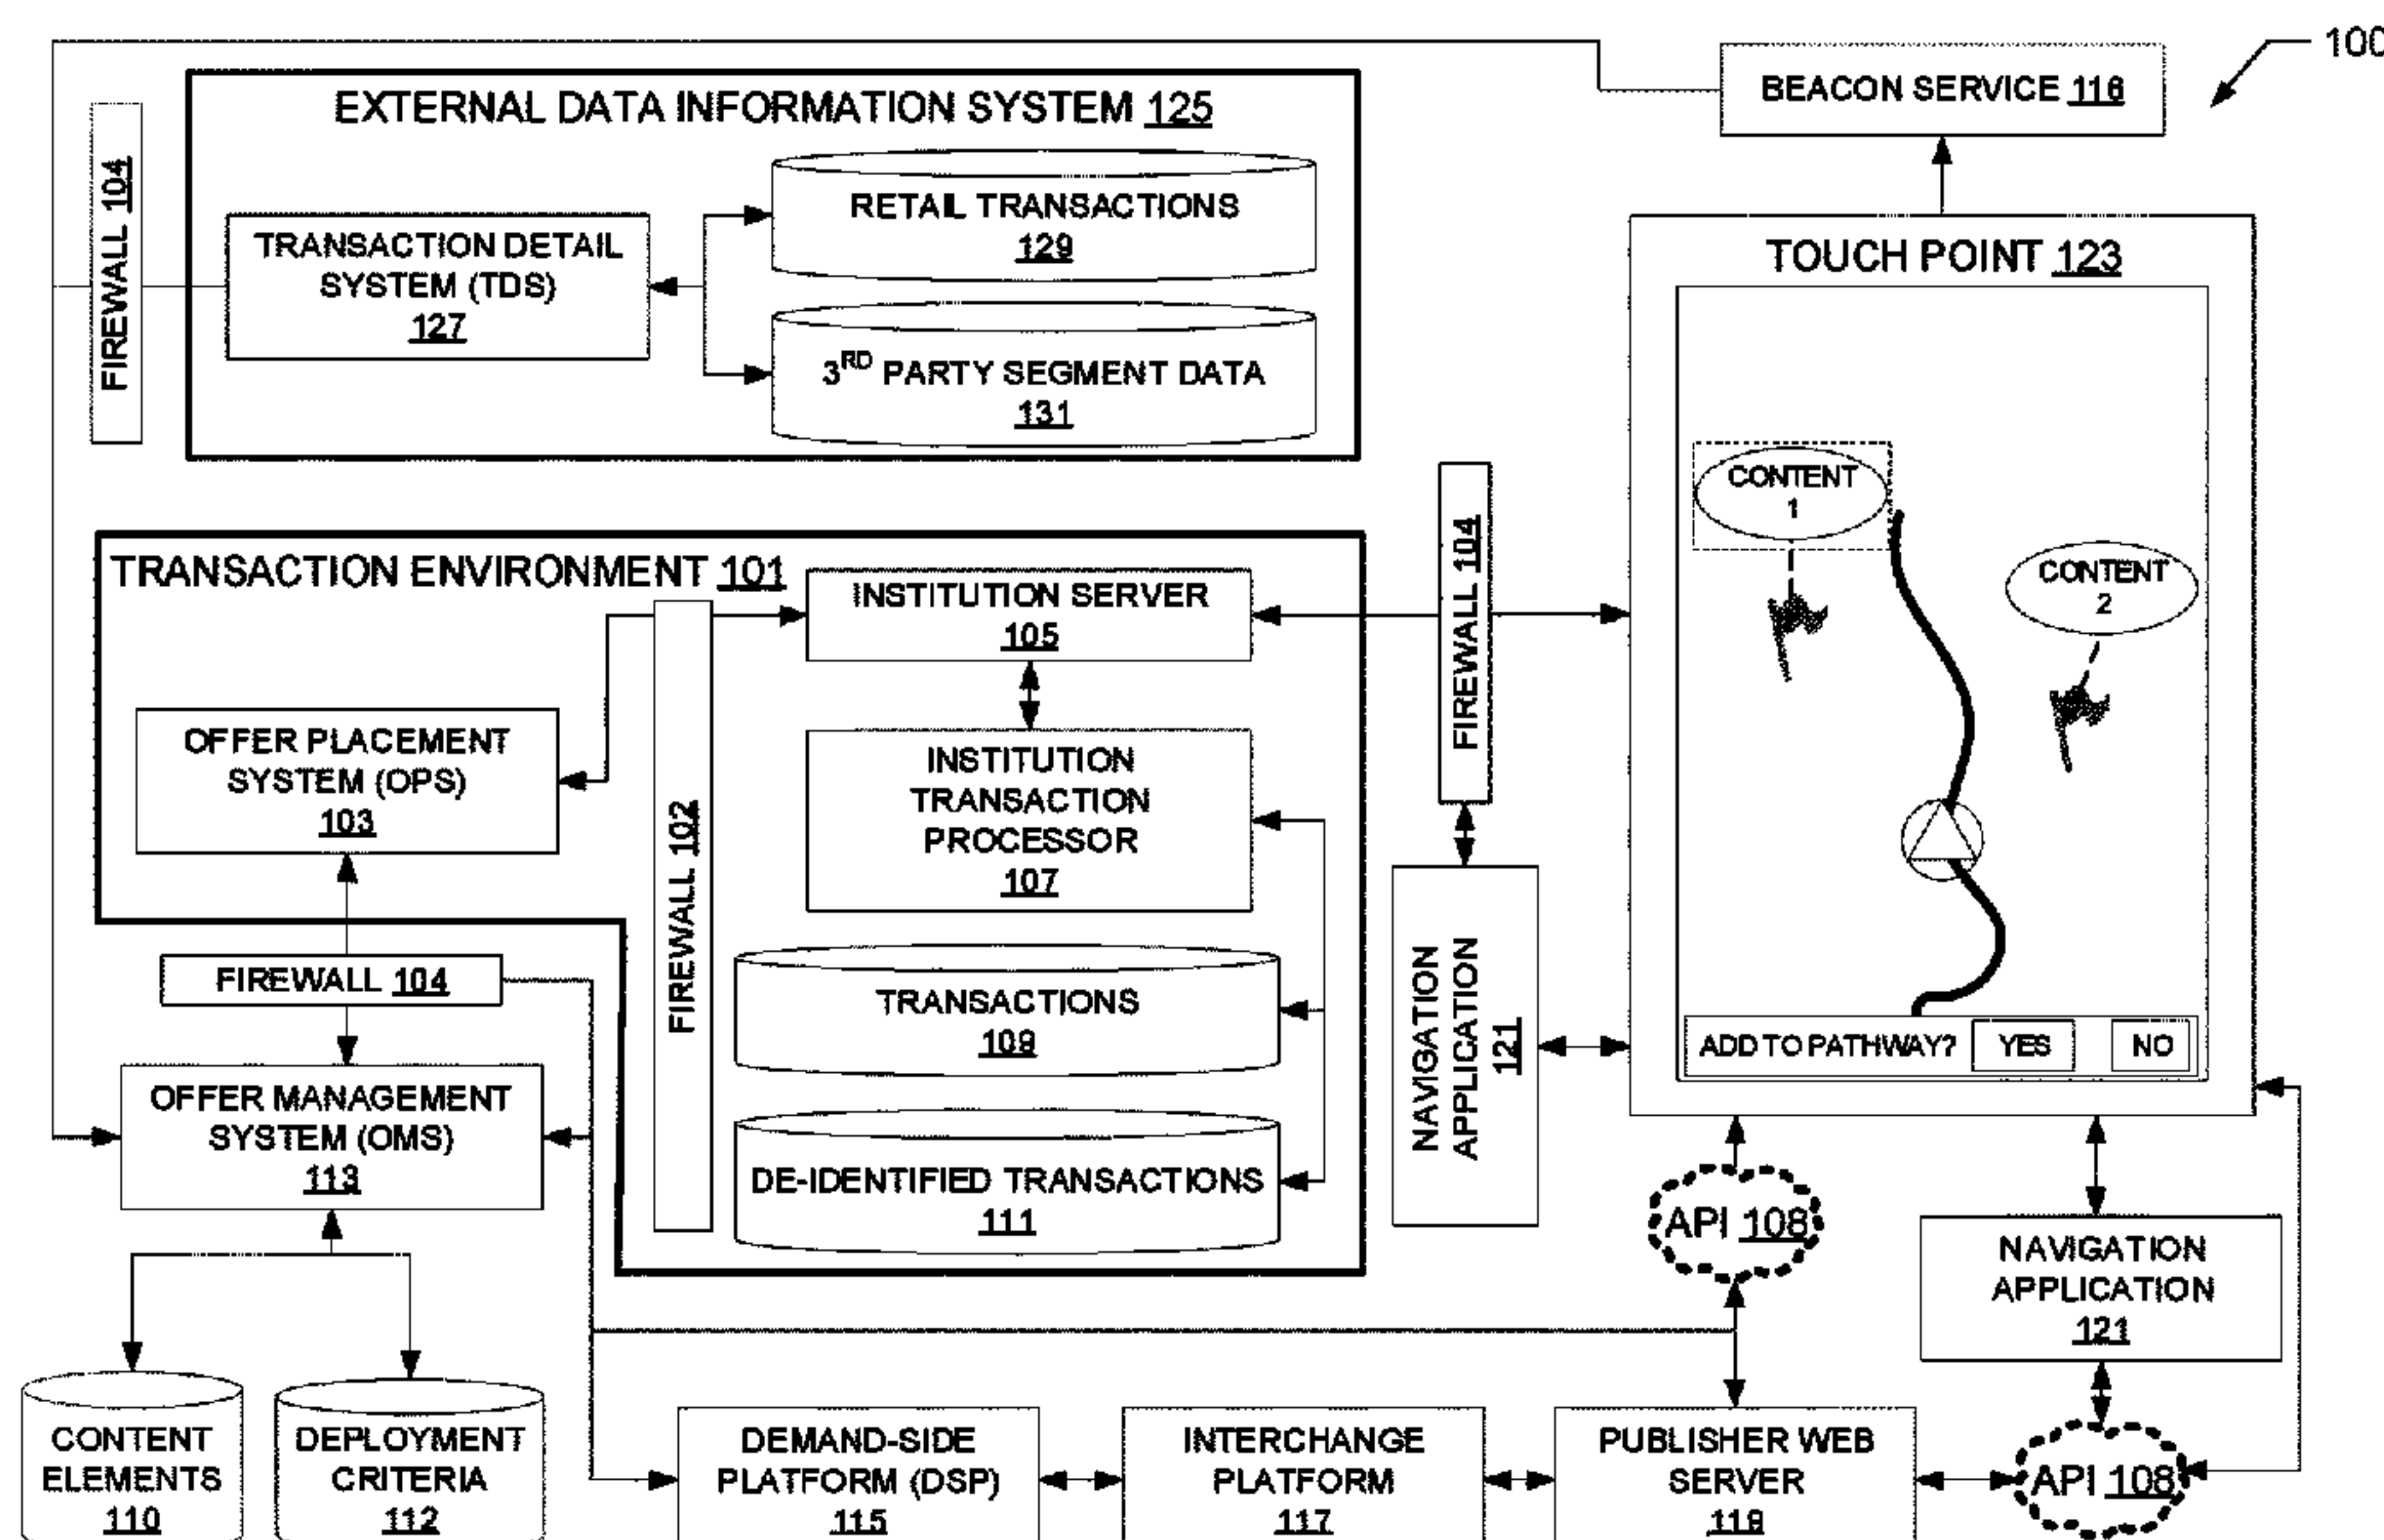 100
BEACON SERVICE 116
EXTERNAL DATA INFORMATION SYSTEM 125
FIREWALL 104
TRANSACTION DETAIL
SYSTEM (TDS)
127
RETAIL TRANSACTIONS
129
3RD PARTY SEGMENT DATA
131
TOUCH POINT 123
CONTENT
1
CONTENT
2
ADD TO PATHWAY? YES NO
TRANSACTION ENVIRONMENT 101
INSTITUTION SERVER
105
FIREWALL 104
OFFER PLACEMENT
SYSTEM (OPS)
103
FIREWALL 102
INSTITUTION
TRANSACTION
PROCESSOR
107
TRANSACTIONS
109
DE-IDENTIFIED TRANSACTIONS
111
FIREWALL 104
NAVIGATION
APPLICATION
121
OFFER MANAGEMENT
SYSTEM (OMS)
113
API 108
NAVIGATION
APPLICATION
121
CONTENT
ELEMENTS
110
DEPLOYMENT
CRITERIA
112
DEMAND-SIDE
PLATFORM (DSP)
115
INTERCHANGE
PLATFORM
117
PUBLISHER WEB
SERVER
119
API 108